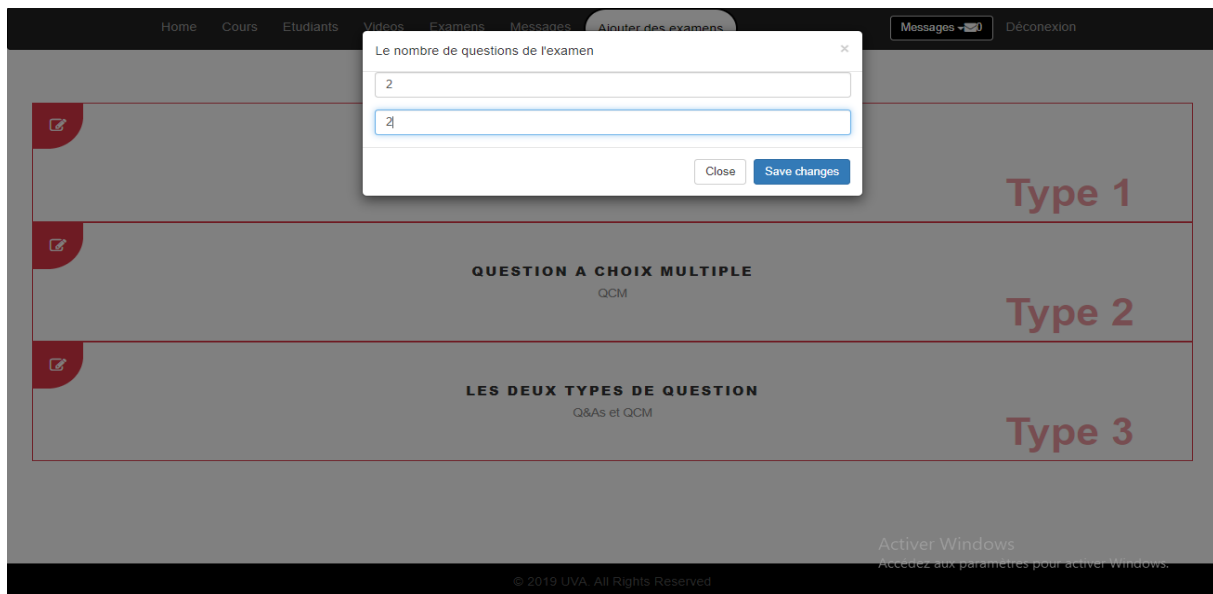 Home Cours Etudiants Videos Examens Messages Ajouter des examens Messages 0 Déconexion
Le nombre de questions de l'examen ×
2
2
Close Save changes
Type 1
QUESTION A CHOIX MULTIPLE
QCM
Type 2
LES DEUX TYPES DE QUESTION
Q&As et QCM
Type 3
Activer Windows
Accédez aux paramètres pour activer Windows.
© 2019 UVA. All Rights Reserved